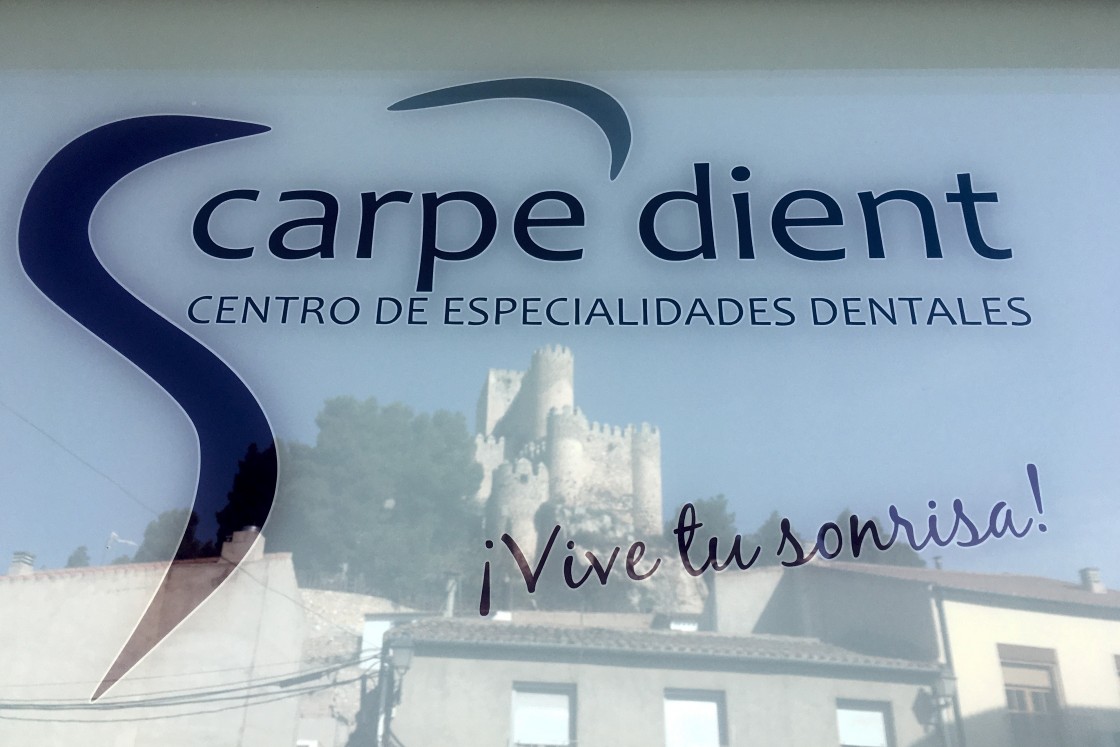 carpe dient
CENTRO DE ESPECIALIDADES DENTALES
¡Vive tu sonrisa!